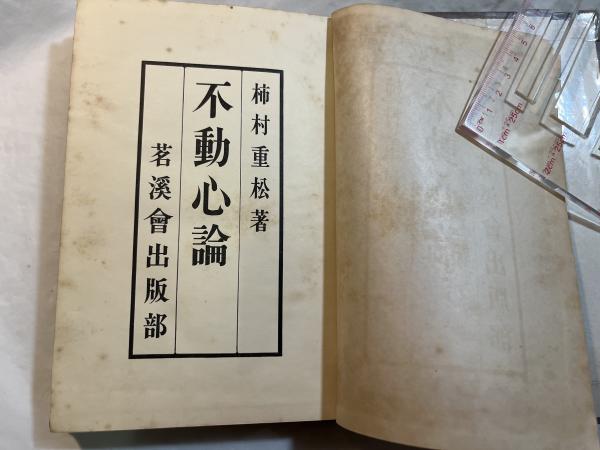 柿村重松著
不動心論
茗溪會出版部